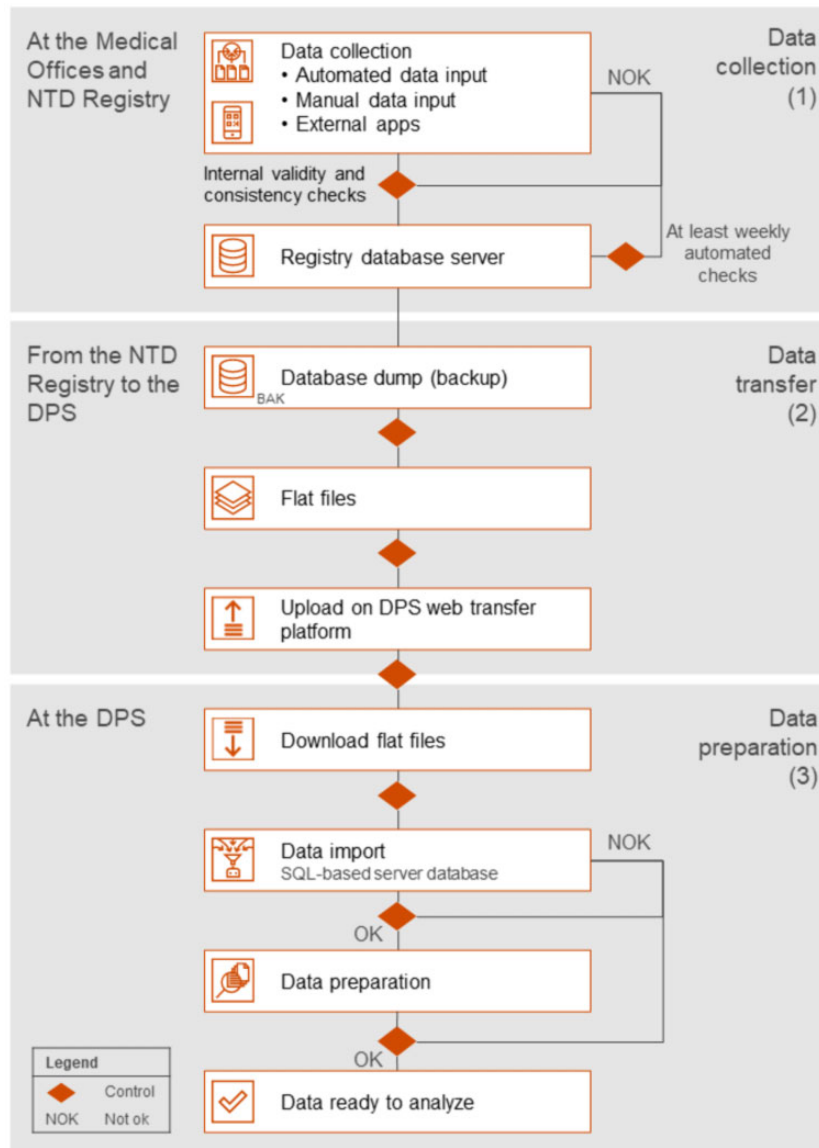 At the Medical
Offices and
NTD Registry
Data collection
• Automated data input
• Manual data input
• External apps
NOK
Data
collection
(1)
Internal validity and
consistency checks
Registry database server
At least weekly
automated
checks
From the NTD
Registry to the
DPS
Database dump (backup)
BAK
Data
transfer
(2)
Flat files
Upload on DPS web transfer
platform
At the DPS
Download flat files
Data
preparation
(3)
Data import
SQL-based server database
NOK
OK
Data preparation
OK
Data ready to analyze
Legend
Control
NOK Not ok